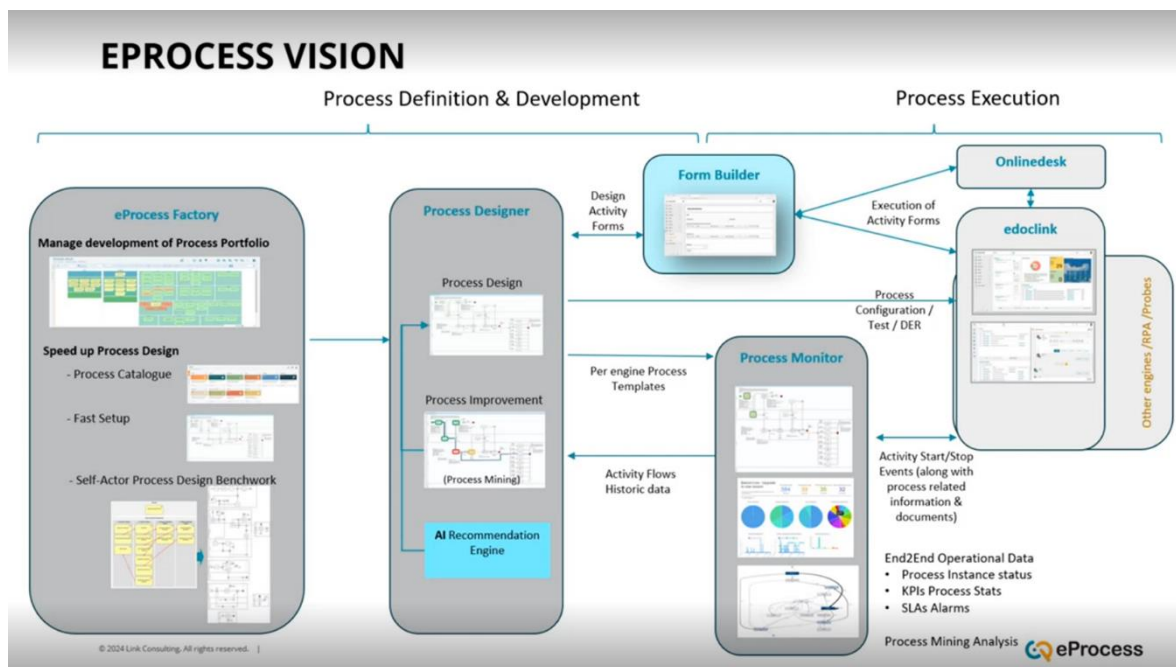 EPROCESS VISION
Process Definition & Development
Process Execution
eProcess Factory
Manage development of Process Portfolio
Speed up Process Design
- Process Catalogue
- Fast Setup
- Self-Actor Process Design Benchwork
Process Designer
Process Design
Process Improvement
(Process Mining)
AI Recommendation
Engine
Design
Activity
Forms
Form Builder
Execution of
Activity Forms
Onlinedesk
edoclink
Other engines /RPA /Probes
Process
Configuration /
Test / DER
Per engine Process
Templates
Activity Flows
Historic data
Process Monitor
Activity Start/Stop
Events (along with
process related
information &
documents)
End2End Operational Data
• Process Instance status
• KPIs Process Stats
• SLAs Alarms
Process Mining Analysis
eProcess
© 2024 Link Consulting. All rights reserved. |